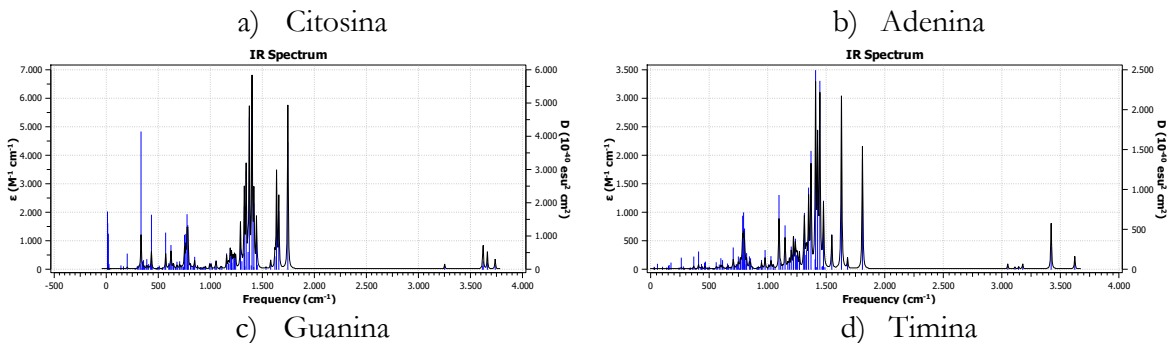 a) Citosina
b) Adenina
IR Spectrum
7.000
6.000
5.000
4.000
3.000
2.000
1.000
0
ε (M⁻¹ cm⁻¹)
6.000
5.000
4.000
3.000
2.000
1.000
0
D (10⁻⁴⁰ esu² cm²)
-500 0 500 1.000 1.500 2.000 2.500 3.000 3.500 4.000
Frequency (cm⁻¹)
IR Spectrum
3.500
3.000
2.500
2.000
1.500
1.000
500
0
ε (M⁻¹ cm⁻¹)
2.500
2.000
1.500
1.000
500
0
D (10⁻⁴⁰ esu² cm²)
0 500 1.000 1.500 2.000 2.500 3.000 3.500 4.000
Frequency (cm⁻¹)
c) Guanina
d) Timina